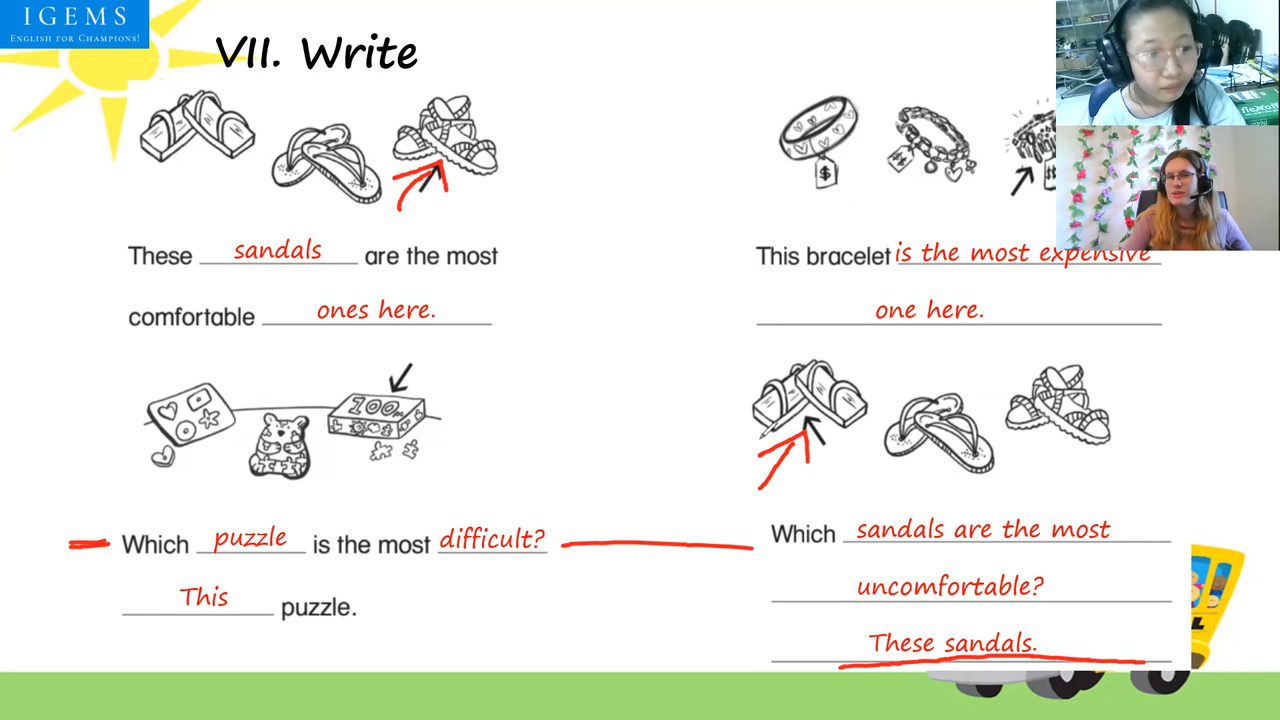 IGEMS
ENGLISH FOR CHAMPIONS!
VII. Write
$
$$
These sandals are the most
comfortable ones here.
This bracelet is the most expensive
one here.
100pc
Which puzzle is the most difficult?
This puzzle.
Which sandals are the most
uncomfortable?
These sandals.